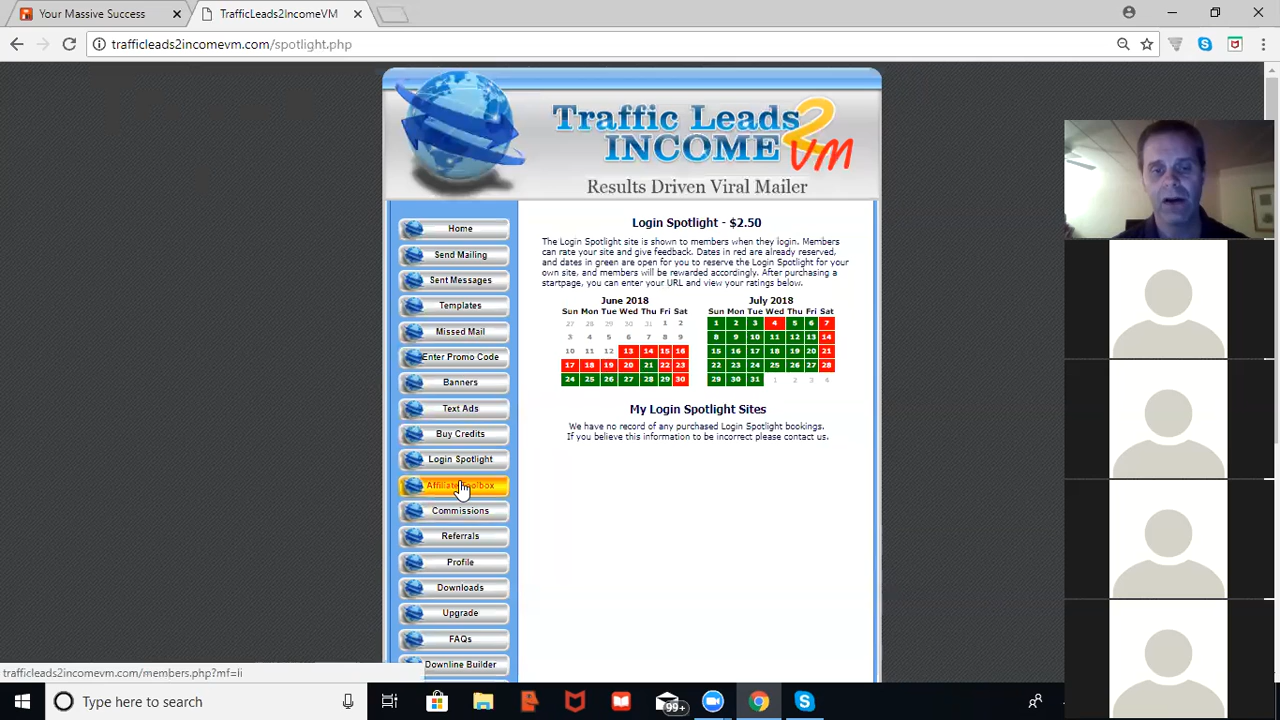 Your Massive Success
TrafficLeads2IncomeVM
trafficleads2incomevm.com/spotlight.php
Traffic Leads 2
INCOME VM
Results Driven Viral Mailer
Home
Send Mailing
Sent Messages
Templates
Missed Mail
Enter Promo Code
Banners
Text Ads
Buy Credits
Login Spotlight
Commissions
Referrals
Profile
Downloads
Upgrade
FAQs
Downline Builder
Login Spotlight - $2.50
The Login Spotlight site is shown to members when they login. Members
can rate your site and give feedback. Dates in red are already reserved,
and dates in green are open for you to reserve the Login Spotlight for your
own site, and members will be rewarded accordingly. After purchasing a
startpage, you can enter your URL and view your ratings below.
June 2018
Sun Mon Tue Wed Thu Fri Sat
27 28 29 30 31 1 2
3 4 5 6 7 8 9
10 11 12 13 14 15 16
17 18 19 20 21 22 23
24 25 26 27 28 29 30
July 2018
Sun Mon Tue Wed Thu Fri Sat
1 2 3 4 5 6 7
8 9 10 11 12 13 14
15 16 17 18 19 20 21
22 23 24 25 26 27 28
29 30 31 1 2 3 4
My Login Spotlight Sites
We have no record of any purchased Login Spotlight bookings.
If you believe this information to be incorrect please contact us.
trafficleads2incomevm.com/members.php?mf=li
Type here to search
99+